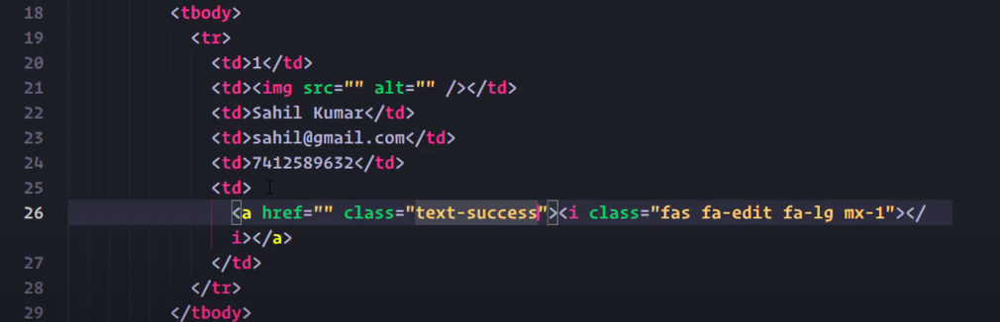 18 <tbody>
19 <tr>
20 <td>1</td>
21 <td><img src="" alt="" /></td>
22 <td>Sahil Kumar</td>
23 <td>sahil@gmail.com</td>
24 <td>7412589632</td>
25 <td>
26 <a href="" class="text-success"><i class="fas fa-edit fa-lg mx-1"></
i></a>
27 </td>
28 </tr>
29 </tbody>